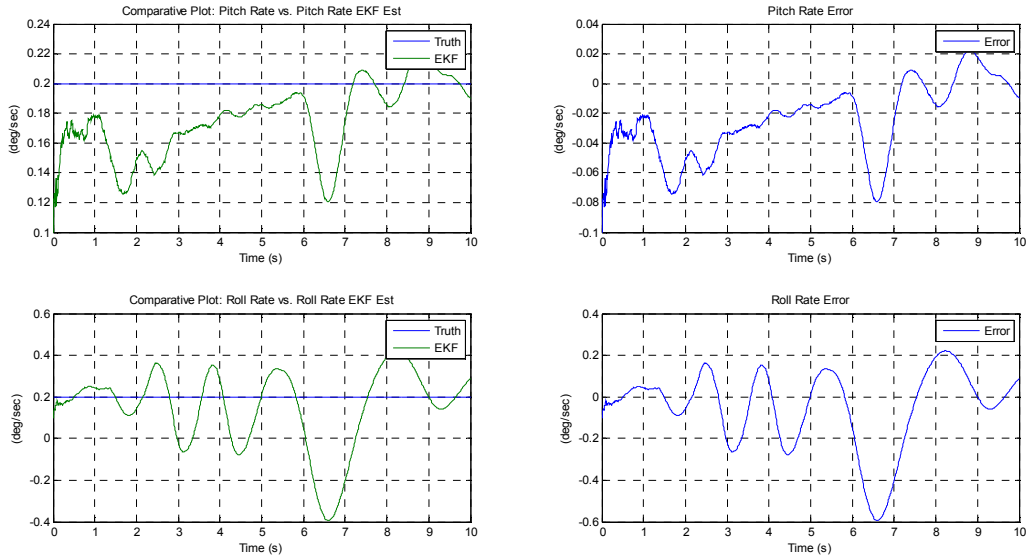 Comparative Plot: Pitch Rate vs. Pitch Rate EKF Est
Pitch Rate Error
0.24
0.22
0.2
0.18
0.16
0.14
0.12
0.1
(deg/sec)
Truth
EKF
0 1 2 3 4 5 6 7 8 9 10
Time (s)
0.04
0.02
0
-0.02
-0.04
-0.06
-0.08
-0.1
(deg/sec)
Error
0 1 2 3 4 5 6 7 8 9 10
Time (s)
Comparative Plot: Roll Rate vs. Roll Rate EKF Est
Roll Rate Error
0.6
0.4
0.2
0
-0.2
-0.4
(deg/sec)
Truth
EKF
0 1 2 3 4 5 6 7 8 9 10
Time (s)
0.4
0.2
0
-0.2
-0.4
-0.6
(deg/sec)
Error
0 1 2 3 4 5 6 7 8 9 10
Time (s)